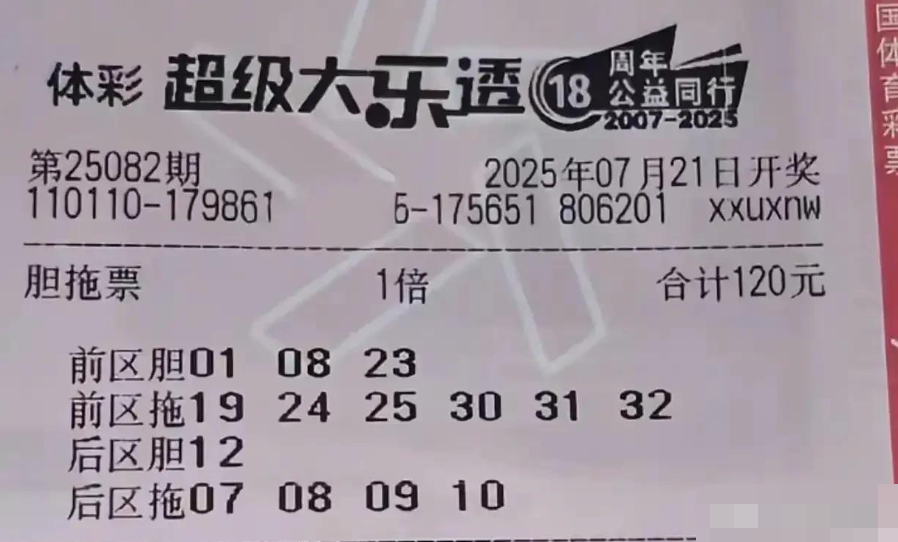 体彩 超级大乐透 18 周年
公益同行
2007-2025
第25082期 2025年07月21日开奖
110110-179861 6-175651 806201 xxuxnw
胆拖票 1倍 合计120元
前区胆01 08 23
前区拖19 24 25 30 31 32
后区胆12
后区拖07 08 09 10
国体育彩票